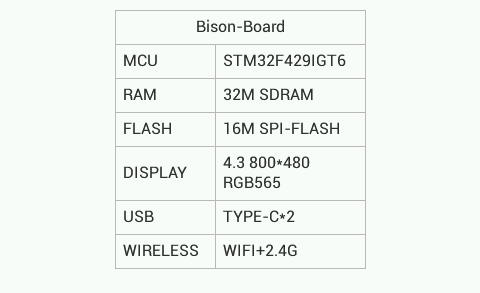 Bison-Board
MCU STM32F429IGT6
RAM 32M SDRAM
FLASH 16M SPI-FLASH
DISPLAY 4.3 800*480
RGB565
USB TYPE-C*2
WIRELESS WIFI+2.4G